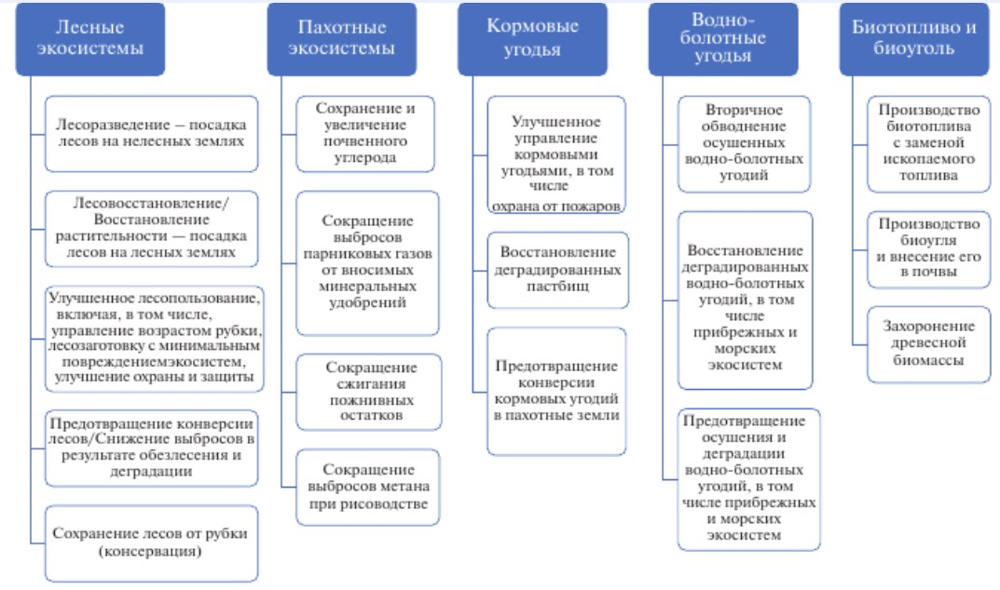 Лесные
экосистемы
Лесоразведение – посадка
лесов на нелесных землях
Лесовосстановление/
Восстановление
растительности — посадка
лесов на лесных землях
Улучшенное лесопользование,
включая, в том числе,
управление возрастом рубки,
лесозаготовку с минимальным
повреждениемэкосистем,
улучшение охраны и защиты
Предотвращение конверсии
лесов/Снижение выбросов в
результате обезлесения и
деградации
Сохранение лесов от рубки
(консервация)
Пахотные
экосистемы
Сохранение и
увеличение
почвенного
углерода
Сокращение
выбросов
парниковых газов
от вносимых
минеральных
удобрений
Сокращение
сжигания
пожнивных
остатков
Сокращение
выбросов метана
при рисоводстве
Кормовые
угодья
Улучшенное
управление
кормовыми
угодьями, в том
числе
охрана от пожаров
Восстановление
деградированных
пастбищ
Предотвращение
конверсии
кормовых угодий
в пахотные земли
Водно-
болотные
угодья
Вторичное
обводнение
осушенных
водно-болотных
угодий
Восстановление
деградированных
водно-болотных
угодий, в том
числе
прибрежных и
морских
экосистем
Предотвращение
осушения и
деградации
водно-болотных
угодий, в том
числе прибрежных
и морских
экосистем
Биотопливо и
биоуголь
Производство
биотоплива
с заменой
ископаемого
топлива
Производство
биоугля
и внесение его
в почвы
Захоронение
древесной
биомассы